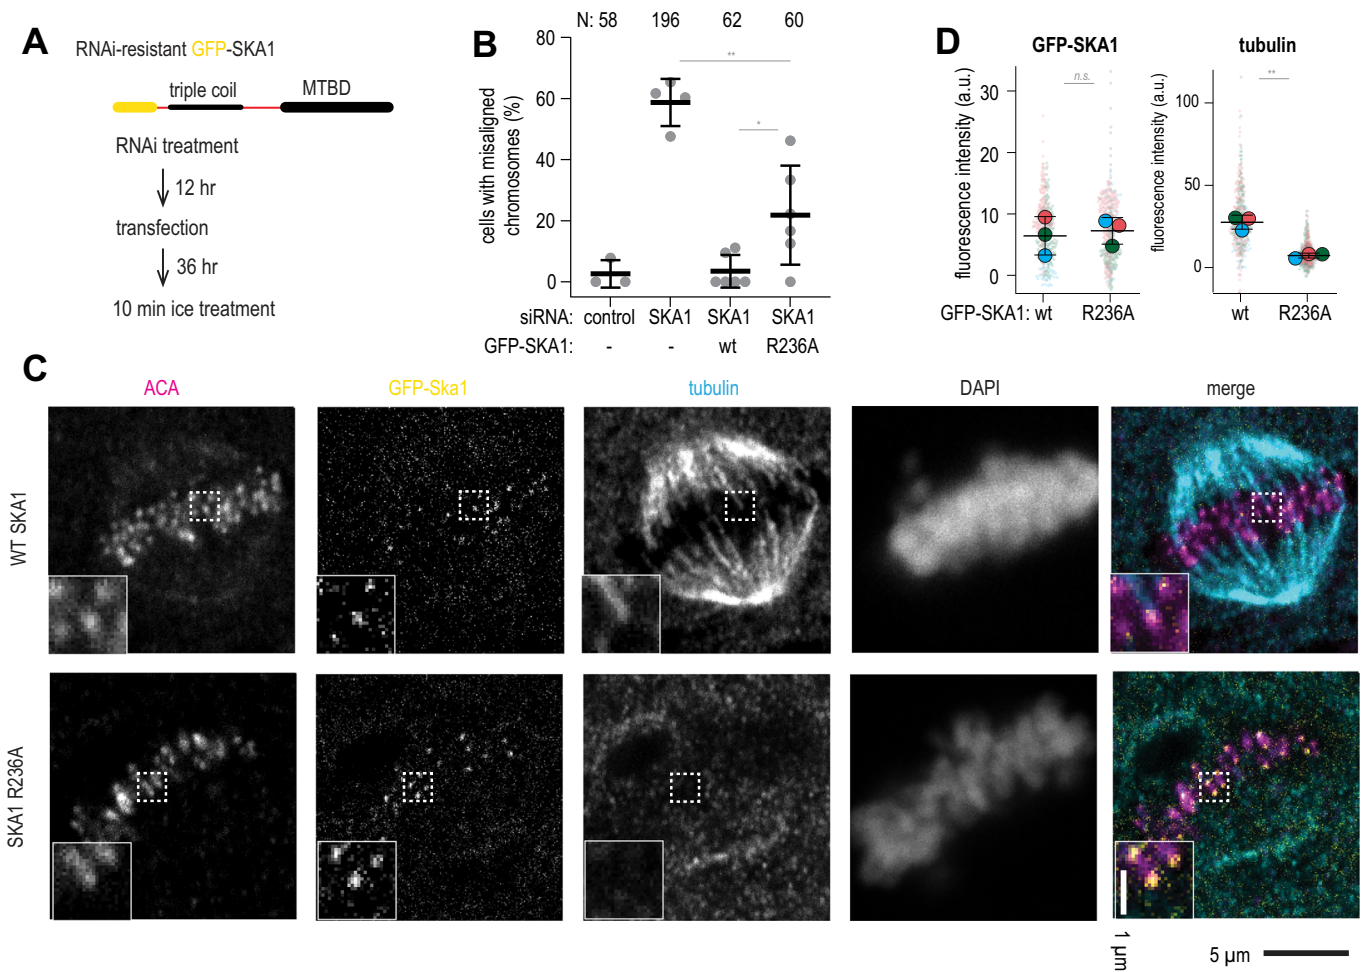 A
RNAi-resistant GFP-SKA1
triple coil
MTBD
RNAi treatment
12 hr
transfection
36 hr
10 min ice treatment
B
N: 58 196 62 60
cells with misaligned
chromosomes (%)
80
60
40
20
0
**
*
siRNA: control SKA1 SKA1 SKA1
GFP-SKA1: - - wt R236A
D
GFP-SKA1
fluorescence intensity (a.u.)
30
20
10
0
n.s.
tubulin
fluorescence intensity (a.u.)
100
50
0
**
GFP-SKA1: wt R236A wt R236A
C
ACA GFP-Ska1 tubulin DAPI merge
WT SKA1
SKA1 R236A
1 µm
5 µm